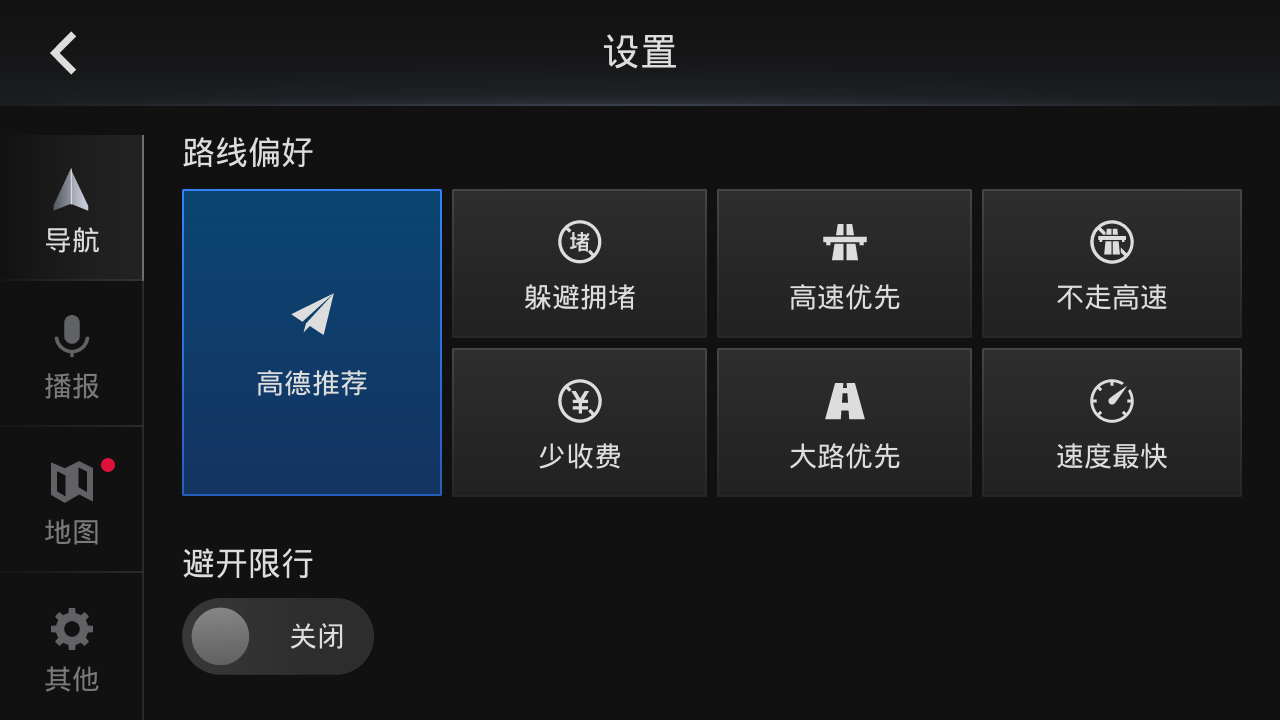 设置
导航
播报
地图
其他
路线偏好
高德推荐
堵
躲避拥堵
高速优先
不走高速
¥
少收费
大路优先
速度最快
避开限行
关闭